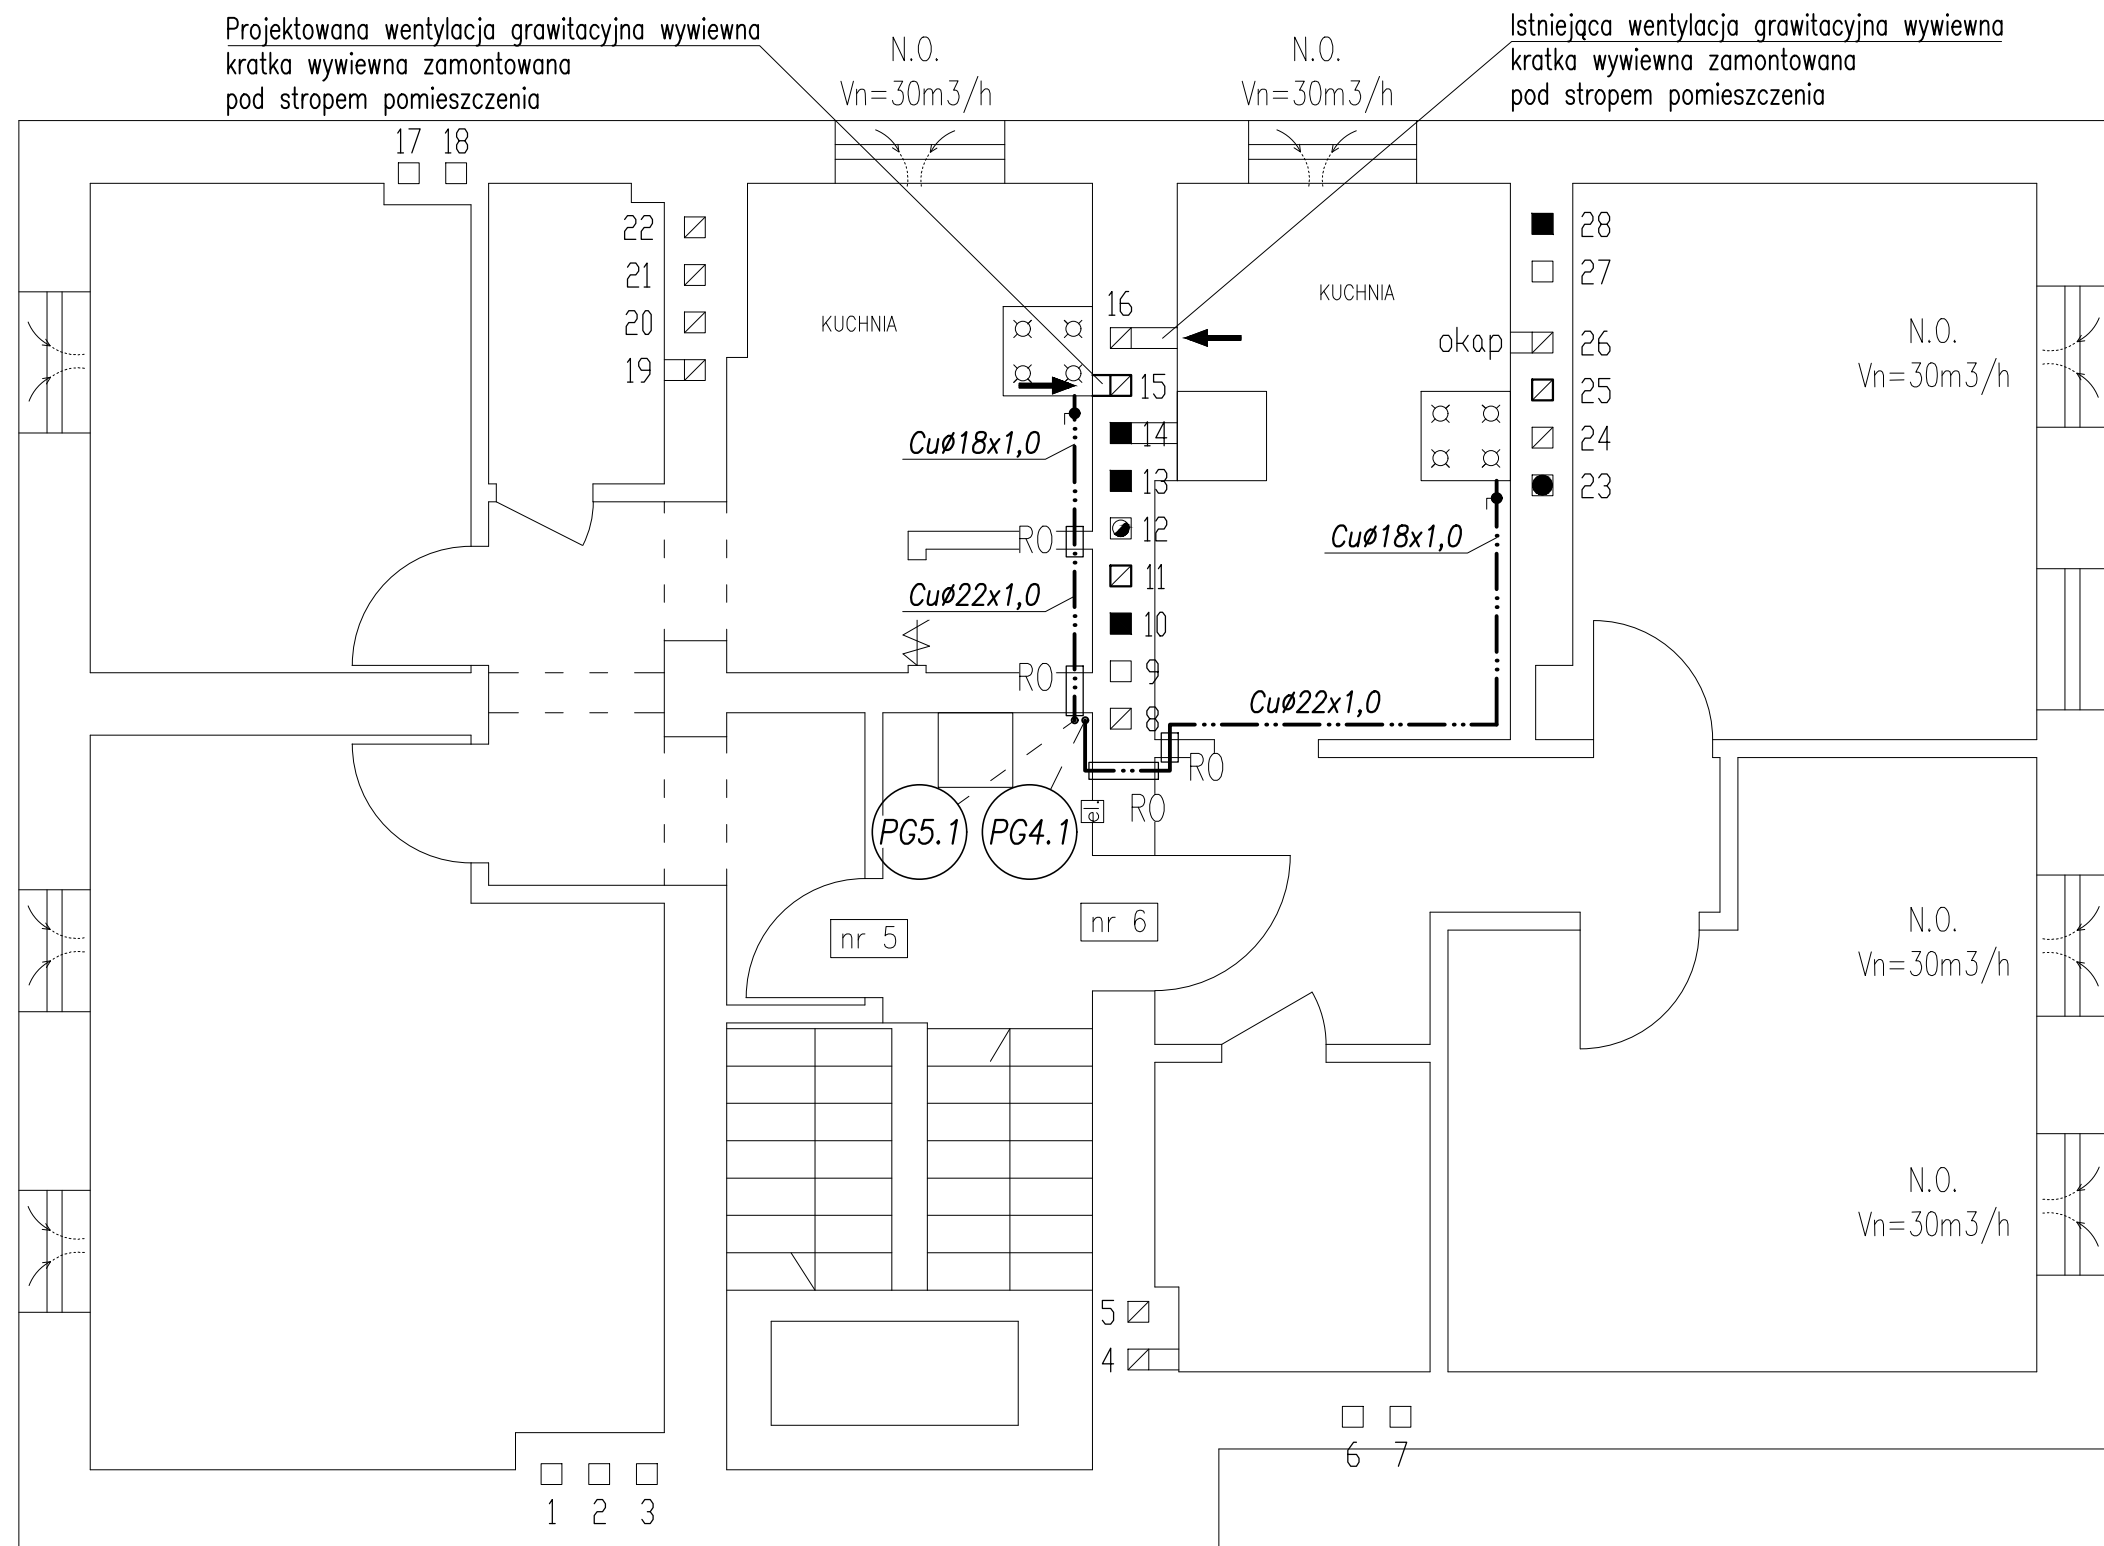 Projektowana wentylacja grawitacyjna wywiewna
kratka wywiewna zamontowana
pod stropem pomieszczenia
Istniejąca wentylacja grawitacyjna wywiewna
kratka wywiewna zamontowana
pod stropem pomieszczenia
N.O.
Vn=30m3/h
N.O.
Vn=30m3/h
17 18
22
21
20
19
KUCHNIA
KUCHNIA
16
15
14
13
12
11
10
9
8
okap
28
27
26
25
24
23
N.O.
Vn=30m3/h
Cuø18x1,0
Cuø18x1,0
RO
Cuø22x1,0
RO
Cuø22x1,0
RO
RO
el.
PG5.1
PG4.1
nr 5
nr 6
N.O.
Vn=30m3/h
N.O.
Vn=30m3/h
5
4
6 7
1 2 3